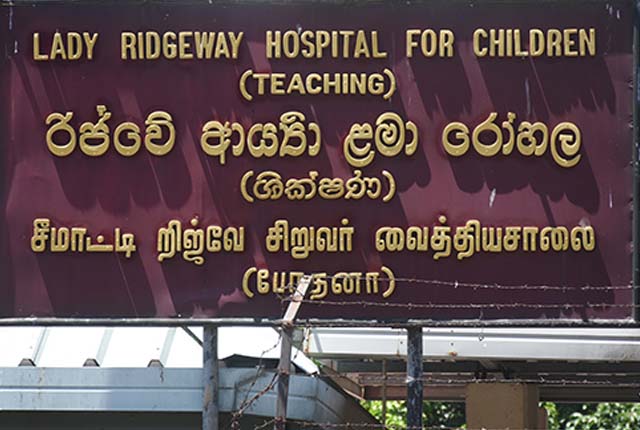 LADY RIDGEWAY HOSPITAL FOR CHILDREN
(TEACHING)
රිජ්වේ ආර්‍ය්‍යා ළමා රෝහල
(ශික්ෂණ)
சீமாட்டி றிஜ்வே சிறுவர் வைத்தியசாலை
(போதனா)